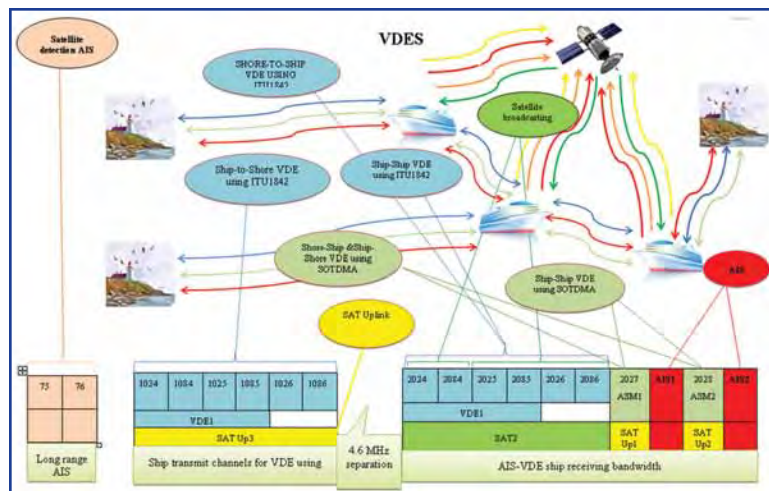 VDES
Satellite
detection AIS
SHORE-TO-SHIP
VDE USING
ITU1842
Satellite
broadcasting
Ship-to-Shore VDE
using ITU1842
Ship-Ship VDE
using ITU1842
Shore-Ship &Ship-
Shore VDE using
SOTDMA
Ship-Ship VDE
using SOTDMA
AIS
SAT Uplink
75 76
1024 1084 1025 1085 1026 1086
2024 2084 2025 2085 2026 2086 2027 AIS1 2028 AIS2
ASM1 ASM2
VDE1
VDE1
SAT Up3
SAT2
SAT
Up1
SAT
Up2
Long range
AIS
Ship transmit channels for VDE using
4.6 MHz
separation
AIS-VDE ship receiving bandwidth